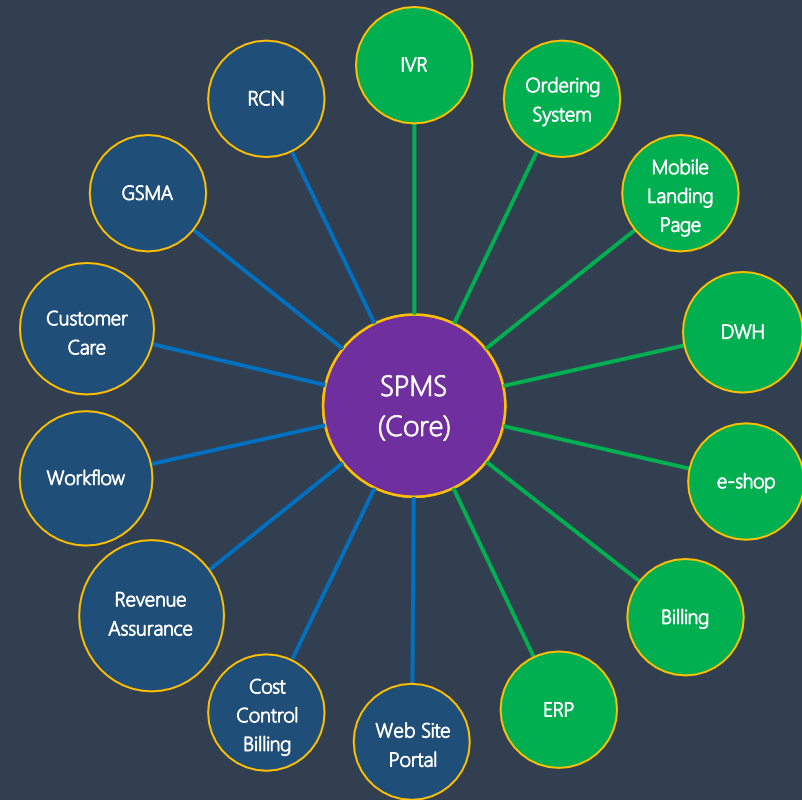 IVR
Ordering
System
Mobile
Landing
Page
DWH
e-shop
Billing
ERP
Web Site
Portal
Cost
Control
Billing
Revenue
Assurance
Workflow
Customer
Care
GSMA
RCN
SPMS
(Core)